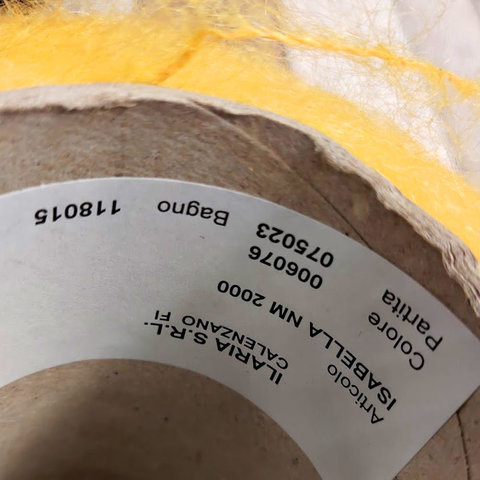 ILARIA S.R.L.
CALENZANO FI
Articolo
ISABELLA NM 2000
Colore 006076
Partita 075023
Bagno 118015